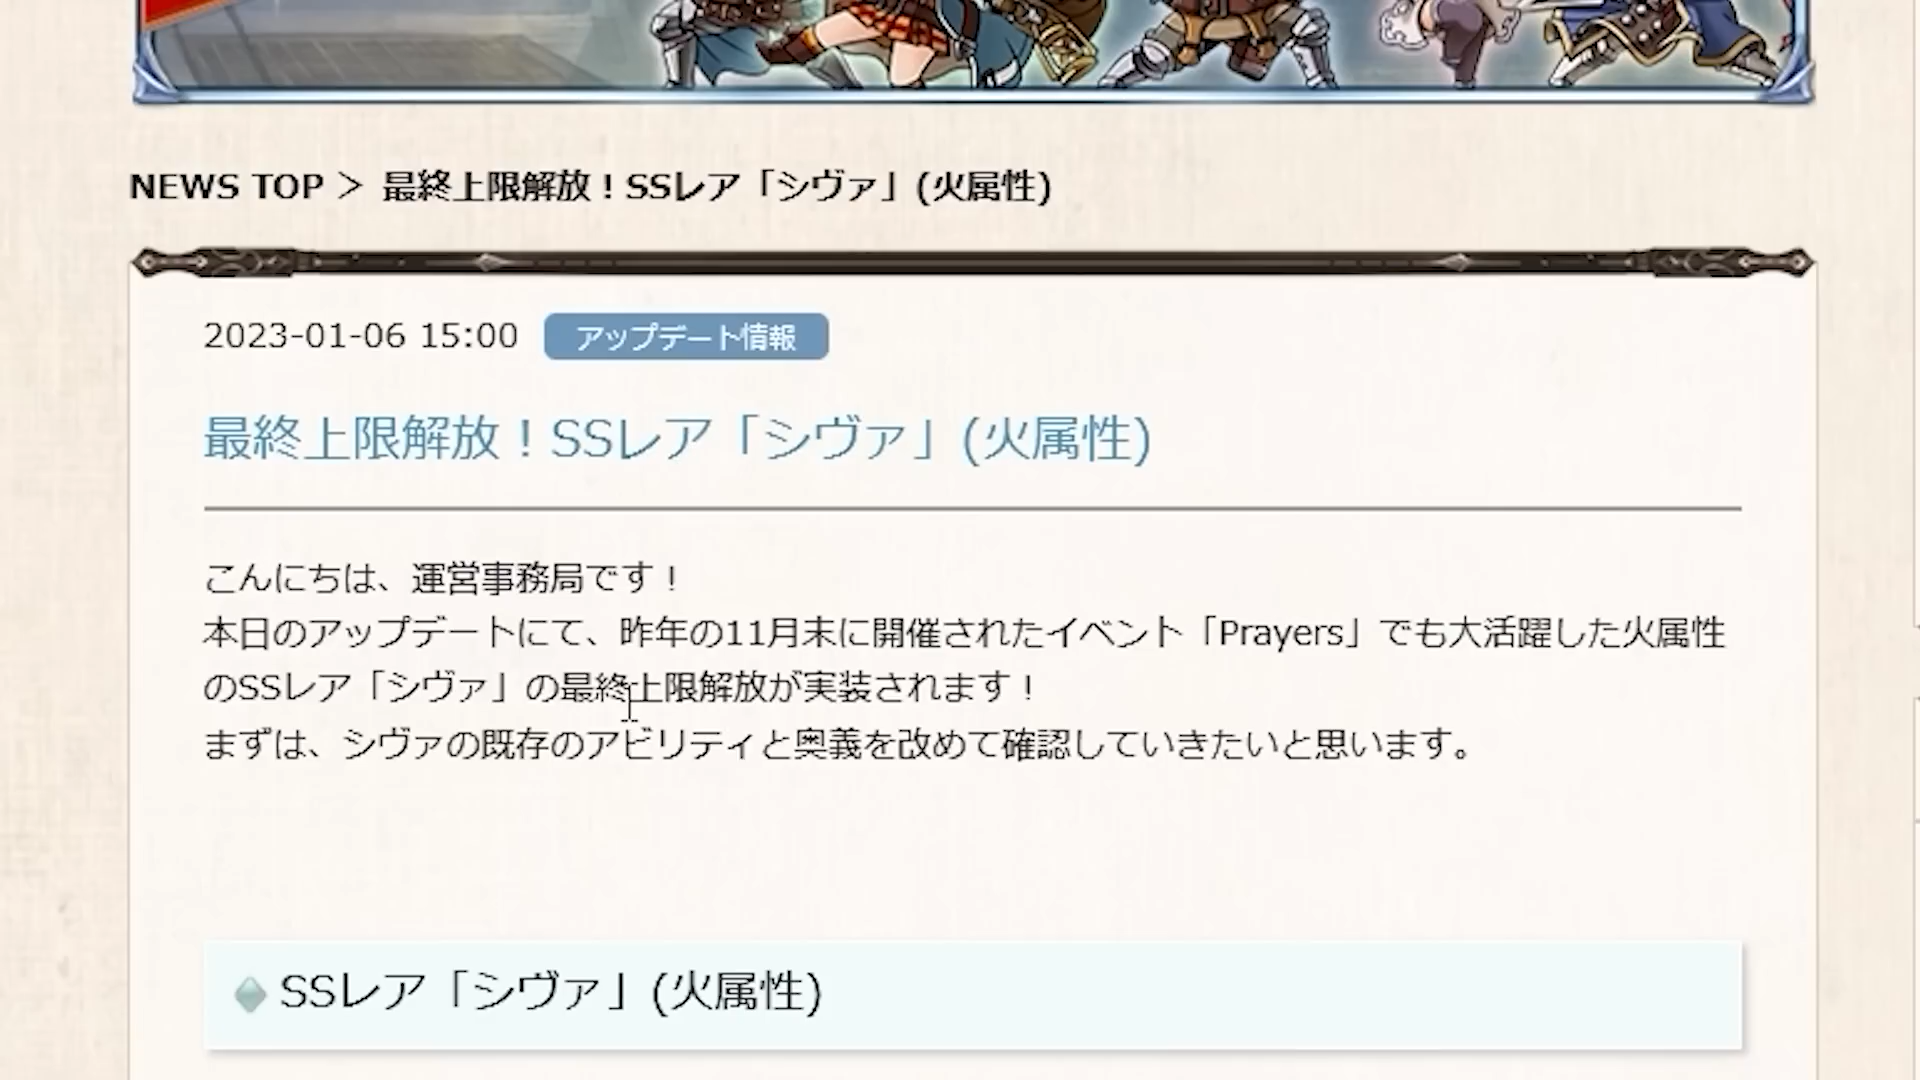 NEWS TOP ＞ 最終上限解放！SSレア「シヴァ」(火属性)
2023-01-06 15:00 アップデート情報
最終上限解放！SSレア「シヴァ」(火属性)
こんにちは、運営事務局です！
本日のアップデートにて、昨年の11月末に開催されたイベント「Prayers」でも大活躍した火属性
のSSレア「シヴァ」の最終上限解放が実装されます！
まずは、シヴァの既存のアビリティと奥義を改めて確認していきたいと思います。
SSレア「シヴァ」(火属性)